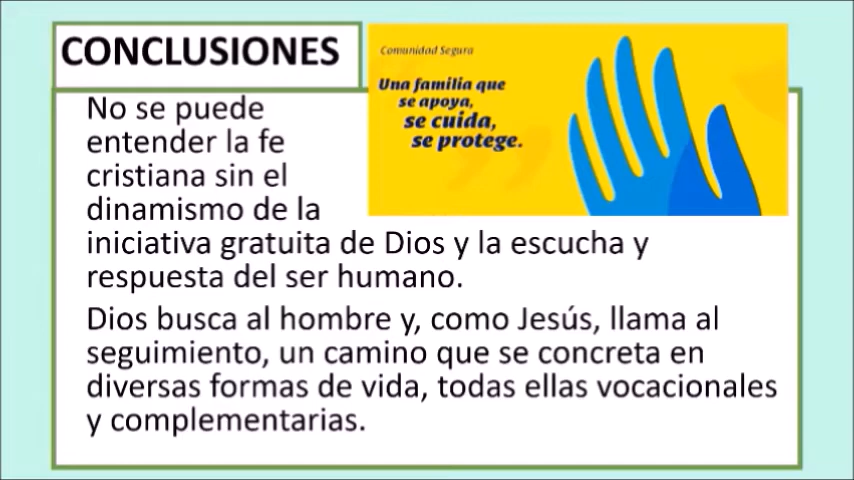 CONCLUSIONES
Comunidad Segura
Una familia que
se apoya,
se cuida,
se protege.
No se puede
entender la fe
cristiana sin el
dinamismo de la
iniciativa gratuita de Dios y la escucha y
respuesta del ser humano.
Dios busca al hombre y, como Jesús, llama al
seguimiento, un camino que se concreta en
diversas formas de vida, todas ellas vocacionales
y complementarias.